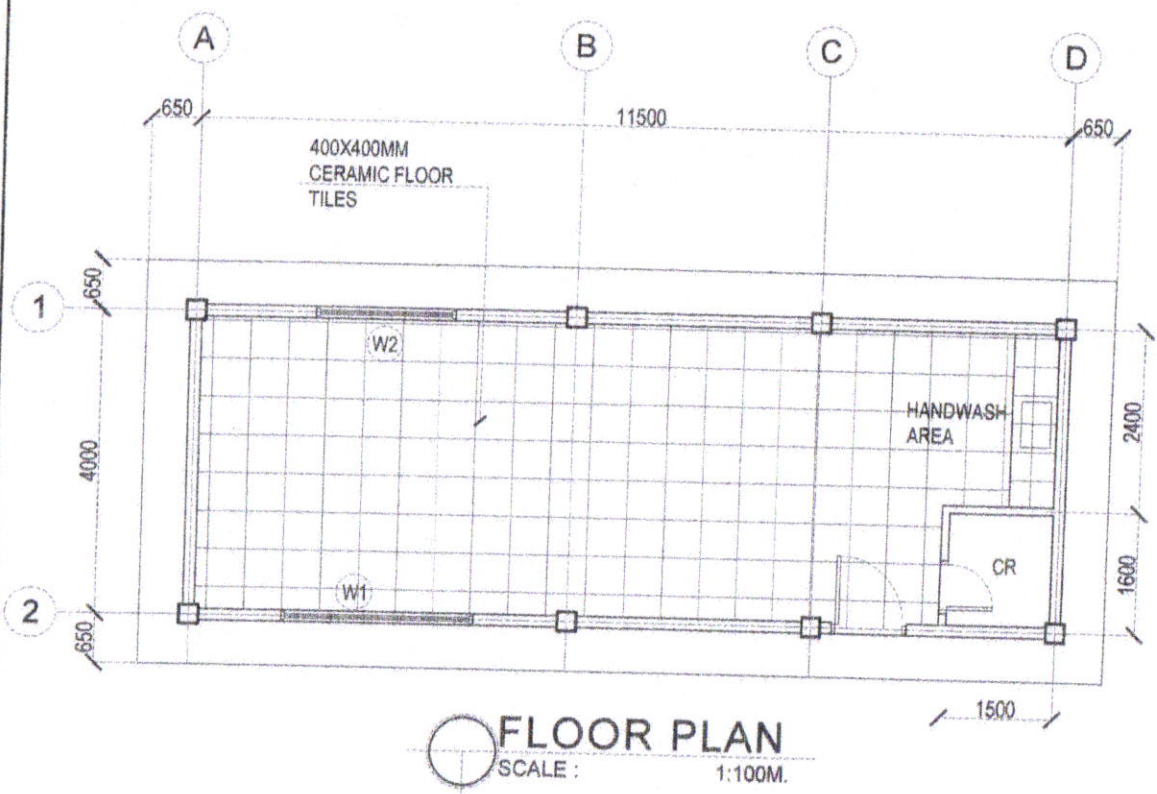 A
B
C
D
650
11500
650
400X400MM
CERAMIC FLOOR
TILES
650
1
W2
HANDWASH
AREA
2400
4000
CR
1600
W1
2
650
1500
FLOOR PLAN
SCALE : 1:100M.